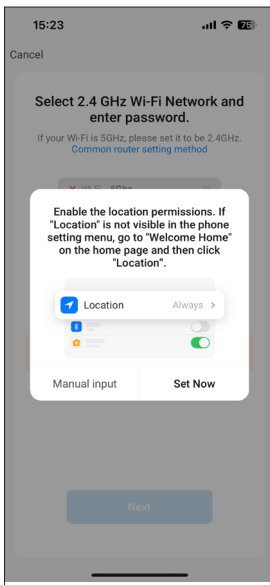 15:23
75
Cancel
Select 2.4 GHz Wi-Fi Network and
enter password.
If your Wi-Fi is 5GHz, please set it to be 2.4GHz.
Common router setting method
Wi-Fi - 5Ghz
Enable the location permissions. If
"Location" is not visible in the phone
setting menu, go to "Welcome Home"
on the home page and then click
"Location“.
Location
Always >
Manual input
Set Now
Next